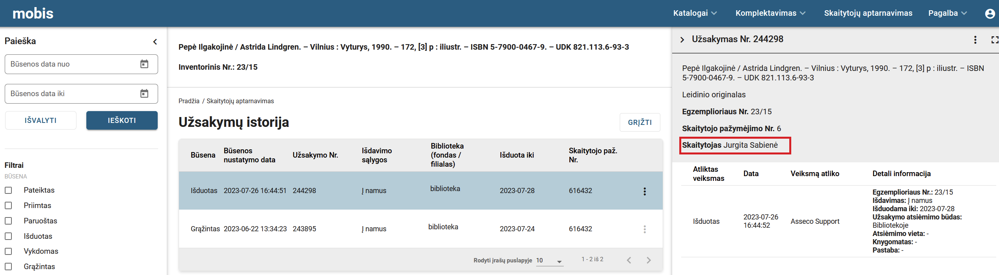 mobis
Katalogai
Komplektavimas
Skaitytojų aptarnavimas
Pagalba
Paieška
Būsenos data nuo
Būsenos data iki
IŠVALYTI
IEŠKOTI
Filtrai
BŪSENA
Pateiktas
Priimtas
Paruoštas
Išduotas
Vykdomas
Grąžintas
Pepė Ilgakojinė / Astrida Lindgren. – Vilnius : Vyturys, 1990. – 172, [3] p : iliustr. – ISBN 5-7900-0467-9. – UDK 821.113.6-93-3
Inventorinis Nr.: 23/15
Pradžia / Skaitytojų aptarnavimas
Užsakymų istorija
GRĮŽTI
Būsena
Būsenos
nustatymo data
Užsakymo Nr.
Išdavimo
sąlygos
Biblioteka
(fondas /
filialas)
Išduota iki
Skaitytojo paž.
Nr.
Išduotas 2023-07-26 16:44:51 244298 Į namus biblioteka 2023-07-28 616432
Grąžintas 2023-06-22 13:34:23 243895 Į namus biblioteka 2023-07-24 616432
Rodyti įrašų puslapyje 10 1 - 2 iš 2
Užsakymas Nr. 244298
Pepė Ilgakojinė / Astrida Lindgren. – Vilnius : Vyturys, 1990. – 172, [3] p : iliustr. – ISBN
5-7900-0467-9. – UDK 821.113.6-93-3
Leidinio originalas
Egzemplioriaus Nr. 23/15
Skaitytojo pažymėjimo Nr. 6
Skaitytojas Jurgita Sabienė
Atliktas
veiksmas
Data
Veiksmą atliko
Detali informacija
Išduotas
2023-07-26
16:44:52
Asseco Support
Egzemplioriaus Nr.: 23/15
Išdavimas: Į namus
Išduodama iki: 2023-07-28
Užsakymo atsiėmimo būdas:
Bibliotekoje
Atsiėmimo vieta: -
Knygomatas: -
Pastaba: -